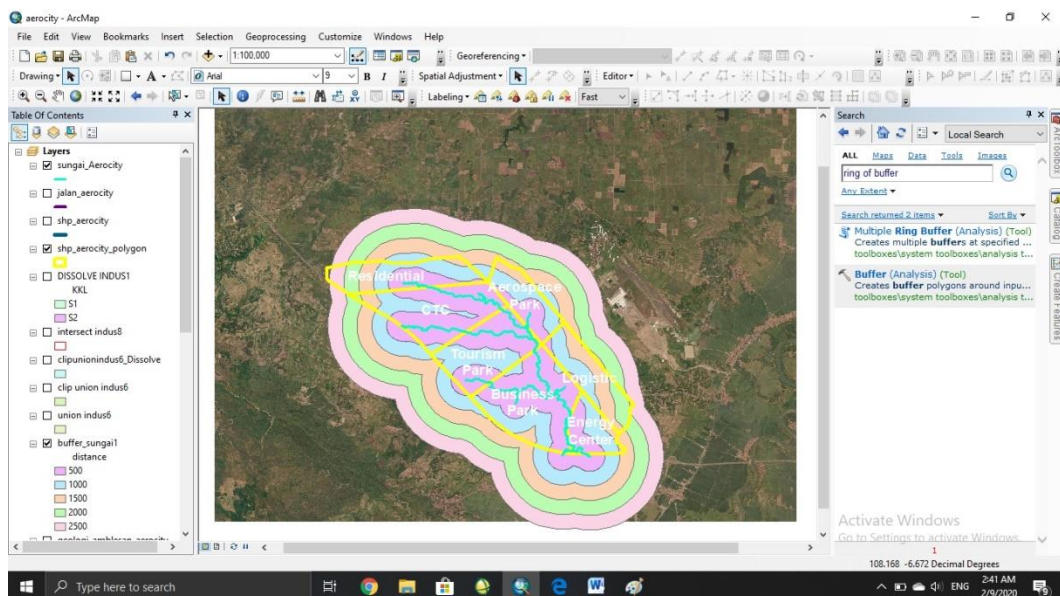 aerocity - ArcMap
File Edit View Bookmarks Insert Selection Geoprocessing Customize Windows Help
1:100,000
Georeferencing
Drawing
A
Arial
9
B I
Spatial Adjustment
Editor
Labeling
Fast
Table Of Contents
Layers
sungai_Aerocity
jalan_aerocity
shp_aerocity
shp_aerocity_polygon
DISSOLVE INDUS1
KKL
S1
S2
intersect indus8
clipunionindus6_Dissolve
clip union indus6
union indus6
buffer_sungai1
distance
500
1000
1500
2000
2500
Residential
Aerospace
Park
CTC
Tourism
Park
Logistic
Business
Park
Energy
Center
Search
Local Search
ALL Maps Data Tools Images
ring of buffer
Any Extent
Search returned 2 items Sort By
Multiple Ring Buffer (Analysis) (Tool)
Creates multiple buffers at specified ...
toolboxes\system toolboxes\analysis t...
Buffer (Analysis) (Tool)
Creates buffer polygons around inpu...
toolboxes\system toolboxes\analysis t...
ArcToolbox
Catalog
Create Features
Activate Windows
Go to Settings to activate Windows.
1
108.168 -6.672 Decimal Degrees
Type here to search
ENG
2:41 AM
2/9/2020